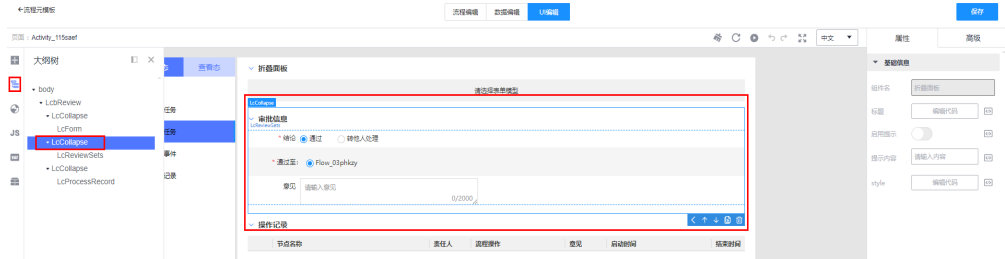 ←流程元模板
流程编辑 数据编辑 UI编辑
保存
页面 : Activity_115saef
中文
属性 高级
大纲树
查看态
折叠面板
基础信息
body
LcbReview
LcCollapse
LcForm
LcCollapse
LcReviewSets
LcCollapse
LcProcessRecord
JS
任务
任务
事件
记录
请选择表单模型
LcCollapse
审批信息
LcReviewSets
* 结论 通过 转他人处理
* 通过至: Flow_03phkzy
意见 请输入意见
0/2000
操作记录
节点名称 责任人 流程操作 意见 启动时间 结束时间
组件名 折叠面板
标题 编辑代码
启用提示
提示内容 请输入内容
style 编辑代码